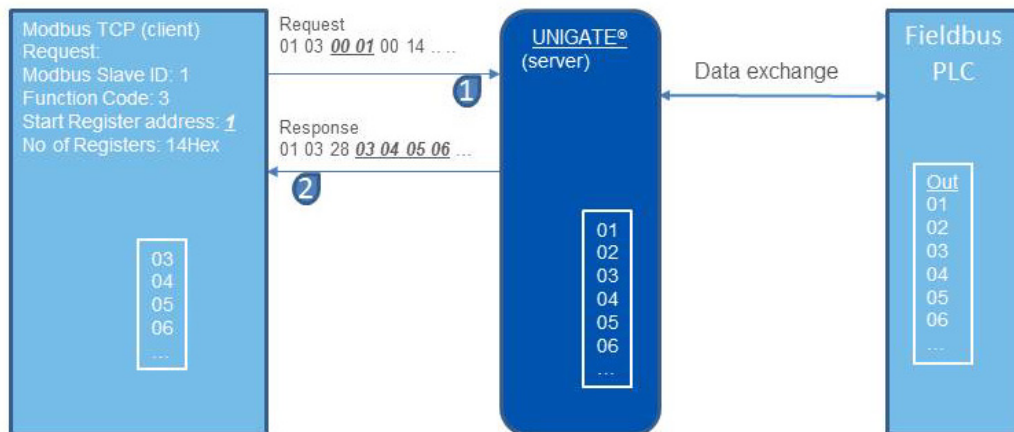 Modbus TCP (client)
Request:
Modbus Slave ID: 1
Function Code: 3
Start Register address: 1
No of Registers: 14Hex
03
04
05
06
...
Request
01 03 00 01 00 14 .. ..
1
Response
01 03 28 03 04 05 06 ...
2
UNIGATE®
(server)
01
02
03
04
05
06
...
Data exchange
Fieldbus
PLC
Out
01
02
03
04
05
06
...